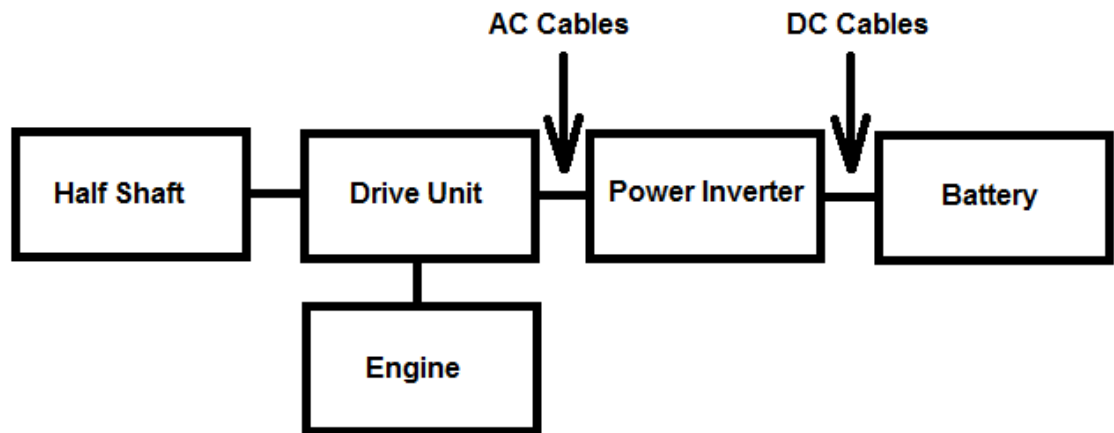 AC Cables
DC Cables
Half Shaft
Drive Unit
Power Inverter
Battery
Engine